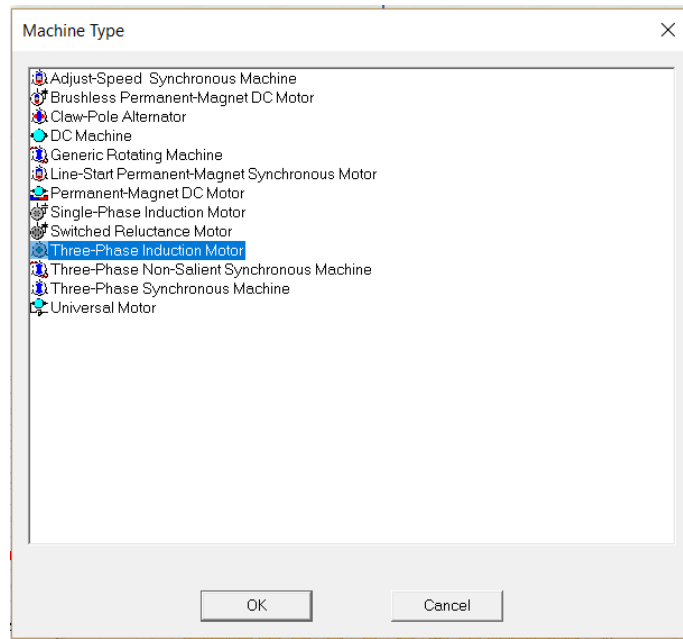 Machine Type
Adjust-Speed  Synchronous Machine
Brushless Permanent-Magnet DC Motor
Claw-Pole Alternator
DC Machine
Generic Rotating Machine
Line-Start Permanent-Magnet Synchronous Motor
Permanent-Magnet DC Motor
Single-Phase Induction Motor
Switched Reluctance Motor
Three-Phase Induction Motor
Three-Phase Non-Salient Synchronous Machine
Three-Phase Synchronous Machine
Universal Motor
OK Cancel